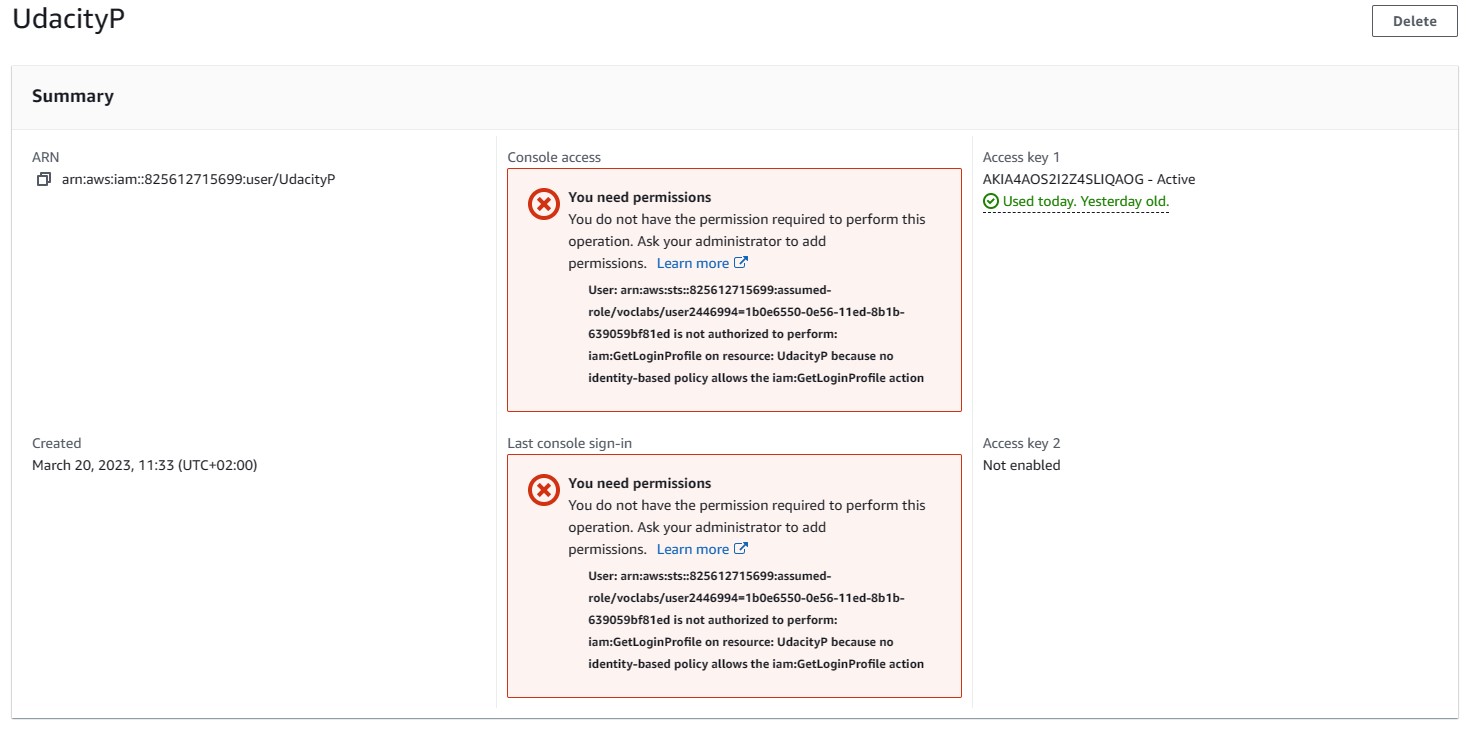 UdacityP
Delete
Summary
ARN
arn:aws:iam::825612715699:user/UdacityP
Console access
You need permissions
You do not have the permission required to perform this
operation. Ask your administrator to add
permissions. Learn more
User: arn:aws:sts::825612715699:assumed-
role/voclabs/user2446994=1b0e6550-0e56-11ed-8b1b-
639059bf81ed is not authorized to perform:
iam:GetLoginProfile on resource: UdacityP because no
identity-based policy allows the iam:GetLoginProfile action
Access key 1
AKIA4AOS2I2Z4SLIQAOG - Active
Used today. Yesterday old.
Created
March 20, 2023, 11:33 (UTC+02:00)
Last console sign-in
You need permissions
You do not have the permission required to perform this
operation. Ask your administrator to add
permissions. Learn more
User: arn:aws:sts::825612715699:assumed-
role/voclabs/user2446994=1b0e6550-0e56-11ed-8b1b-
639059bf81ed is not authorized to perform:
iam:GetLoginProfile on resource: UdacityP because no
identity-based policy allows the iam:GetLoginProfile action
Access key 2
Not enabled